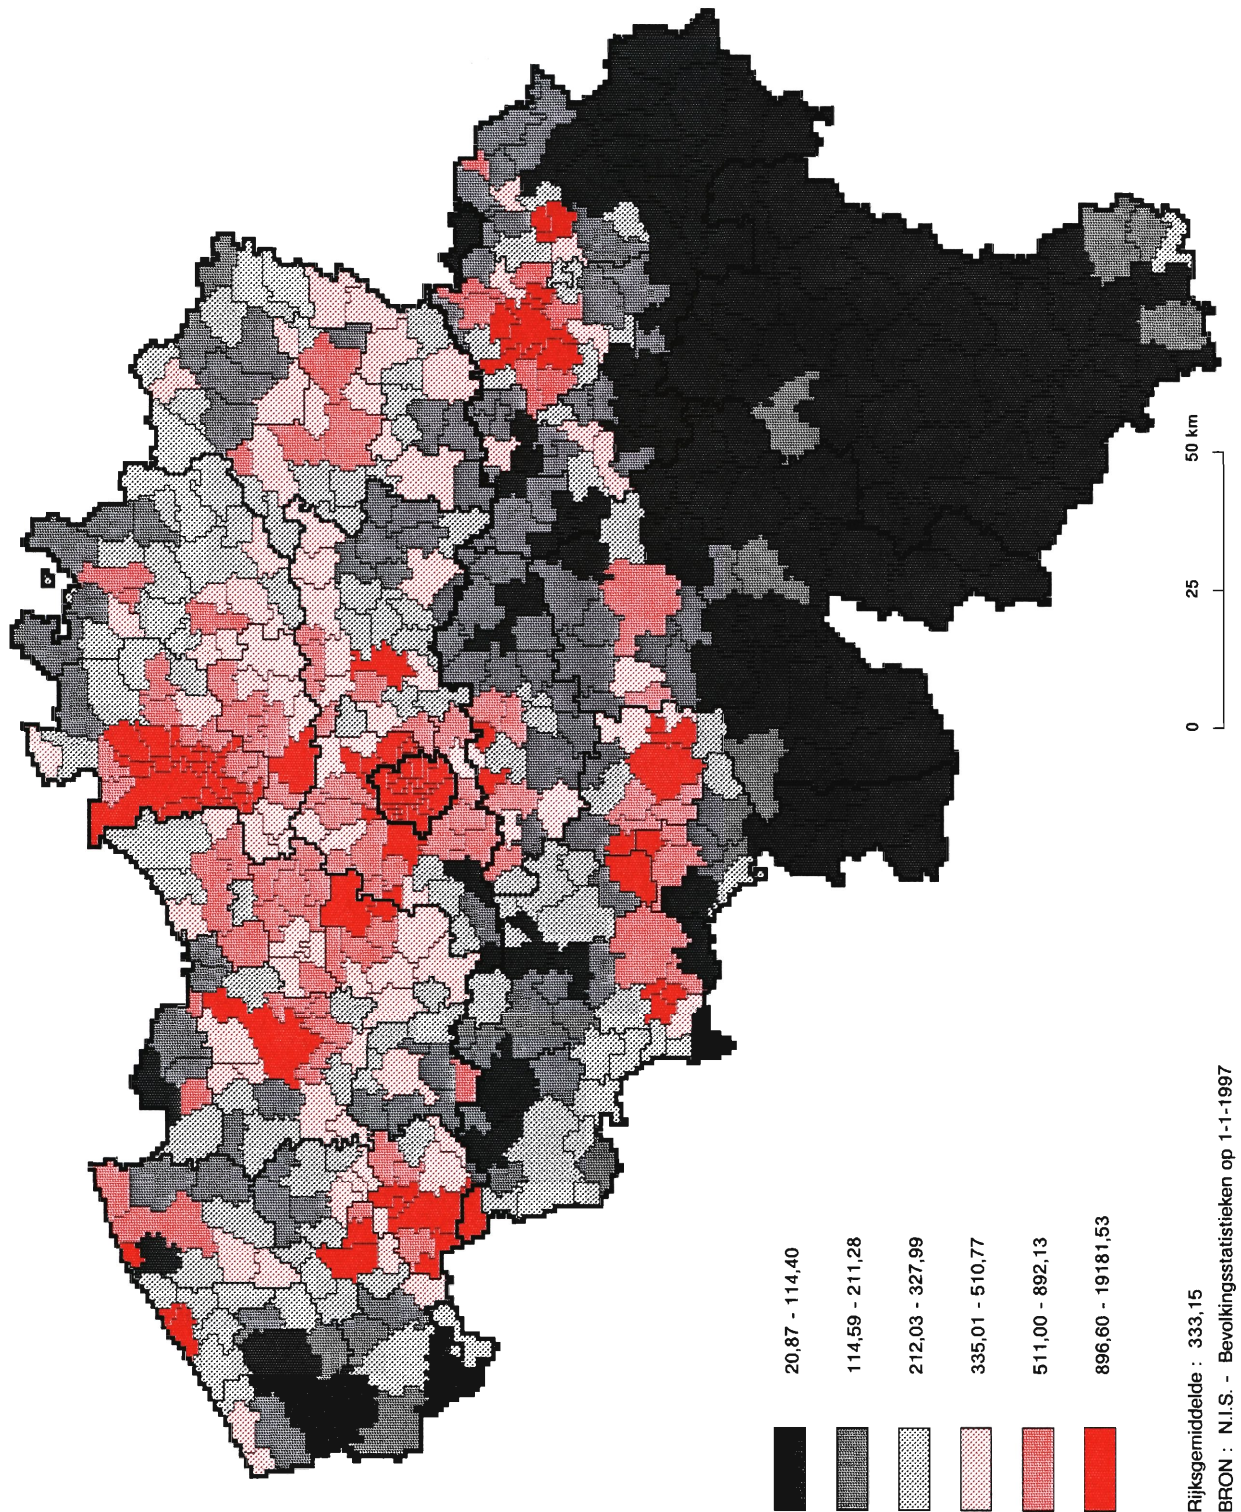 20,87 - 114,40
114,59 - 211,28
212,03 - 327,99
335,01 - 510,77
511,00 - 892,13
896,60 - 19181,53
0 25 50 km
Rijksgemiddelde : 333,15
BRON : N.I.S. - Bevolkingsstatistieken op 1-1-1997